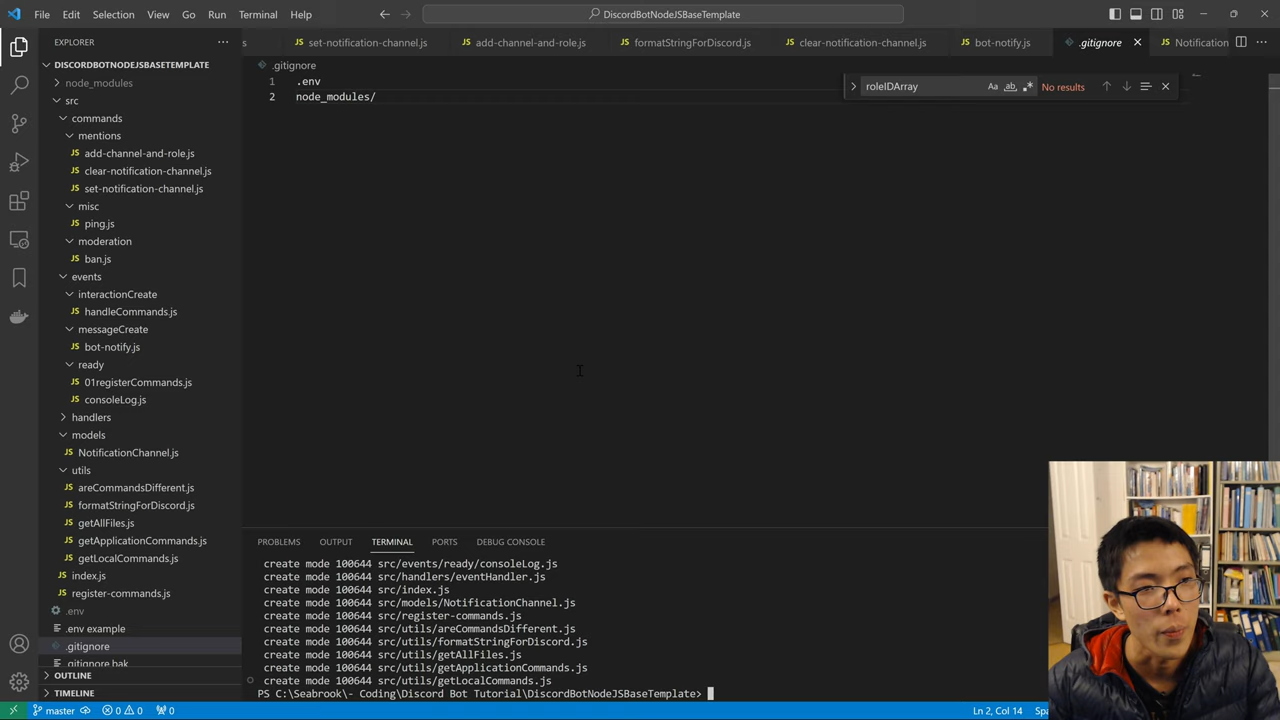 File Edit Selection View Go Run Terminal Help
DiscordBotNodeJSBaseTemplate
EXPLORER
set-notification-channel.js
add-channel-and-role.js
formatStringForDiscord.js
clear-notification-channel.js
bot-notify.js
.gitignore
Notification
DISCORDBOTNODEJSBASETEMPLATE
node_modules
src
commands
mentions
add-channel-and-role.js
clear-notification-channel.js
set-notification-channel.js
misc
ping.js
moderation
ban.js
events
interactionCreate
handleCommands.js
messageCreate
bot-notify.js
ready
01registerCommands.js
consoleLog.js
handlers
models
NotificationChannel.js
utils
areCommandsDifferent.js
formatStringForDiscord.js
getAllFiles.js
getApplicationCommands.js
getLocalCommands.js
index.js
register-commands.js
.env
.env example
.gitignore
.gitignore bak
OUTLINE
TIMELINE
.gitignore
1 .env
2 node_modules/
roleIDArray
Aa
ab
No results
PROBLEMS OUTPUT TERMINAL PORTS DEBUG CONSOLE
create mode 100644 src/events/ready/consoleLog.js
create mode 100644 src/handlers/eventHandler.js
create mode 100644 src/index.js
create mode 100644 src/models/NotificationChannel.js
create mode 100644 src/register-commands.js
create mode 100644 src/utils/areCommandsDifferent.js
create mode 100644 src/utils/formatStringForDiscord.js
create mode 100644 src/utils/getAllFiles.js
create mode 100644 src/utils/getApplicationCommands.js
create mode 100644 src/utils/getLocalCommands.js
PS C:\Seabrook\- Coding\Discord Bot Tutorial\DiscordBotNodeJSBaseTemplate>
master 0 0 0
Ln 2, Col 14